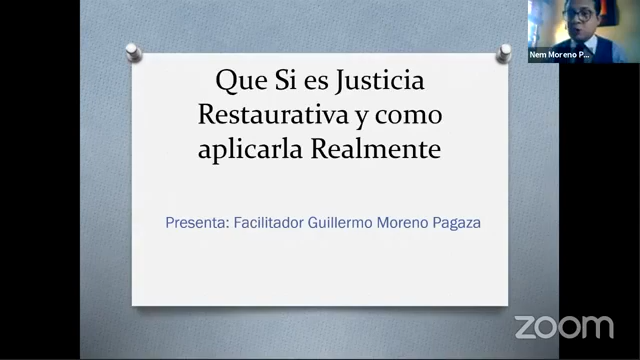 Nem Moreno P...
Que Si es Justicia
Restaurativa y como
aplicarla Realmente
Presenta: Facilitador Guillermo Moreno Pagaza
zoom